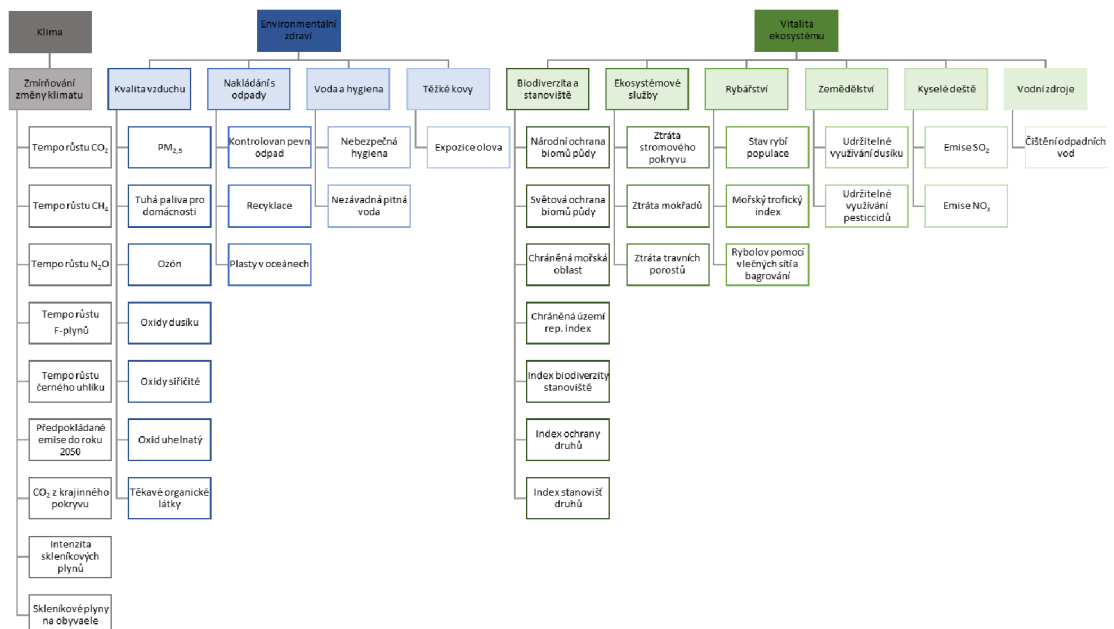 Klima
Environmentální
zdraví
Vitalita
ekosystému
Zmírňování
změny klimatu
Kvalita vzduchu
Nakládání s
odpady
Voda a hygiena
Těžké kovy
Biodiverzita a
stanoviště
Ekosystémové
služby
Rybářství
Zemědělství
Kyselé deště
Vodní zdroje
Tempo růstu CO₂
Tempo růstu CH₄
Tempo růstu N₂O
Tempo růstu
F-plynů
Tempo růstu
černého uhlíku
Předpokládané
emise do roku
2050
CO₂ z krajinného
pokryvu
Intenzita
skleníkových
plynů
Skleníkové plyny
na obyvaele
PM₂,₅
Tuhá paliva pro
domácnosti
Ozón
Oxidy dusíku
Oxidy siřičité
Oxid uhelnatý
Těkavé organické
látky
Kontrolovan pevn
odpad
Recyklace
Plasty v oceánech
Nebezpečná
hygiena
Nezávadná pitná
voda
Expozice olova
Národní ochrana
biomů půdy
Světová ochrana
biomů půdy
Chráněná mořská
oblast
Chráněná území
rep. index
Index biodiverzity
stanoviště
Index ochrany
druhů
Index stanovišť
druhů
Ztráta
stromového
pokryvu
Ztráta mokřadů
Ztráta travních
porostů
Stav rybí
populace
Mořský trofický
index
Rybolov pomocí
vlečných sítí a
bagrování
Udržitelné
využívání dusíku
Udržitelné
využívání
pesticcidů
Emise SO₂
Emise NOₓ
Čištění odpadních
vod